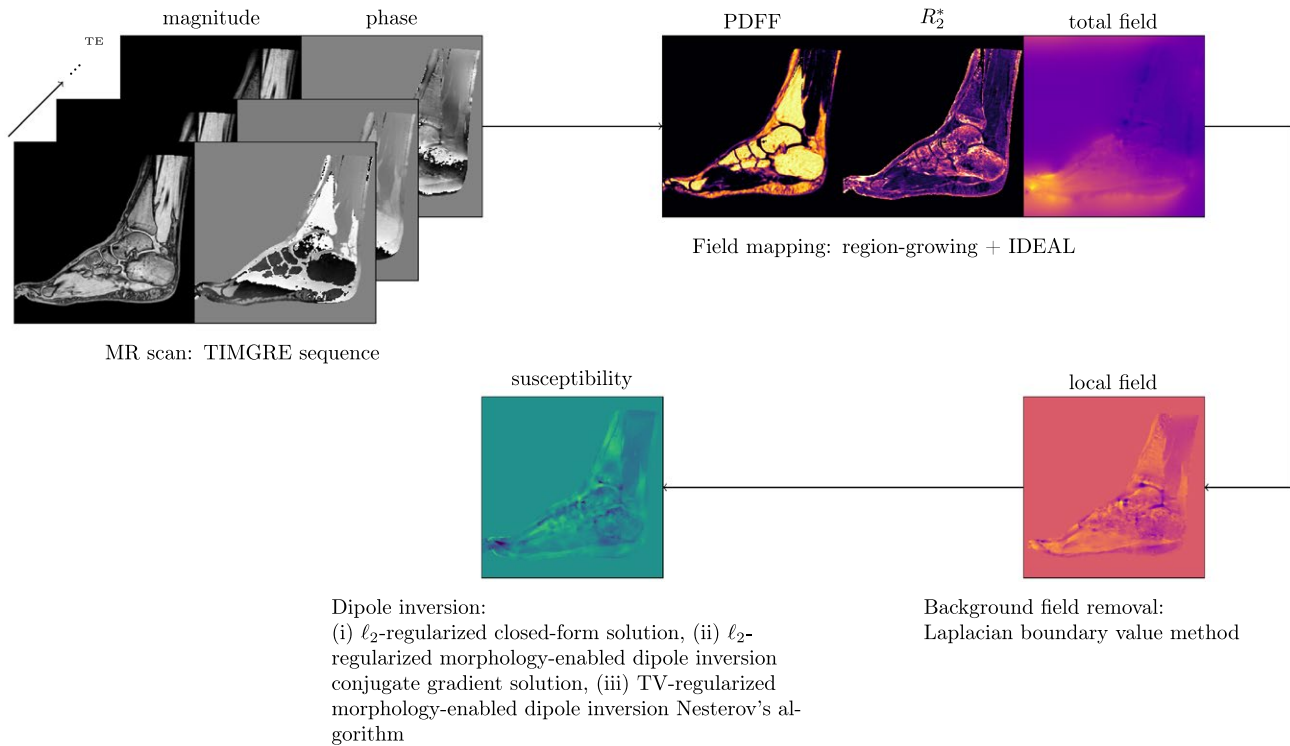 magnitude
phase
TE
PDFF
R₂*
total field
Field mapping: region-growing + IDEAL
MR scan: TIMGRE sequence
susceptibility
local field
Dipole inversion:
(i) ℓ₂-regularized closed-form solution, (ii) ℓ₂-
regularized morphology-enabled dipole inversion
conjugate gradient solution, (iii) TV-regularized
morphology-enabled dipole inversion Nesterov's al-
gorithm
Background field removal:
Laplacian boundary value method